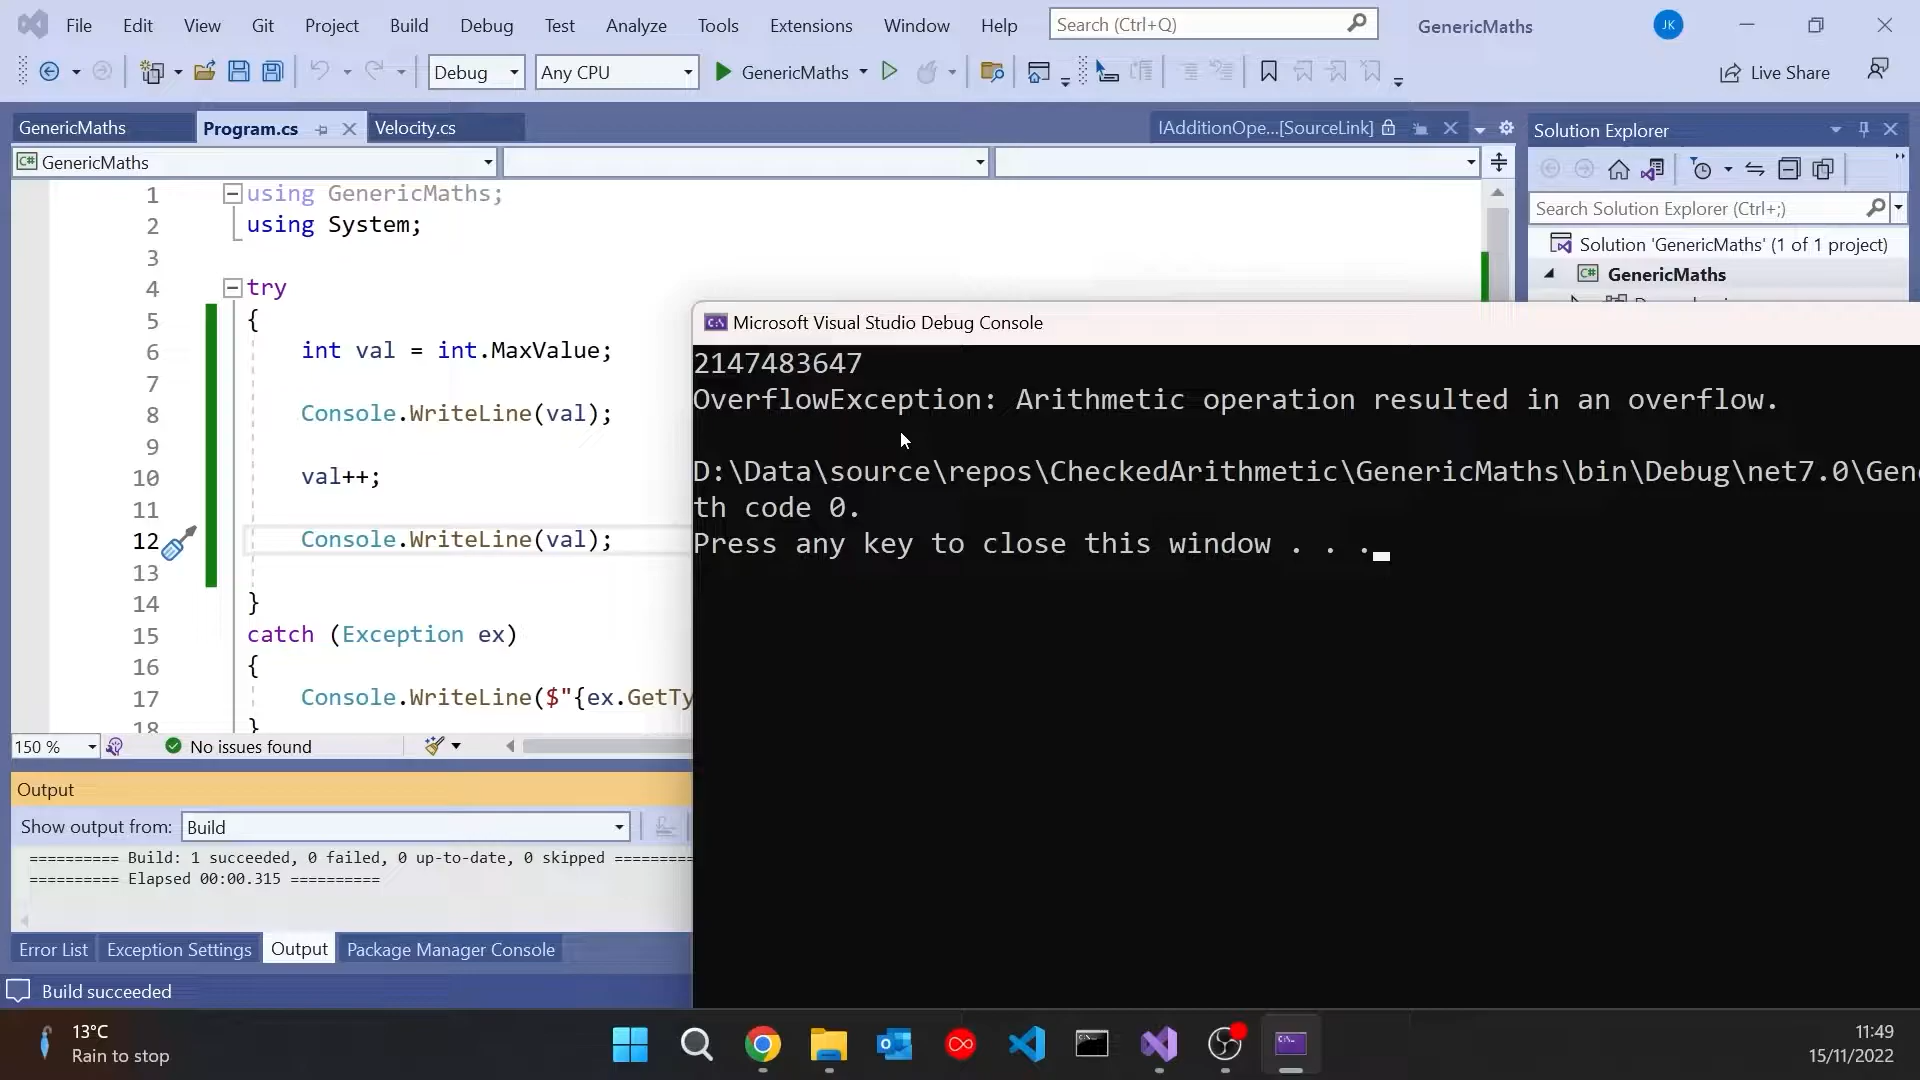 File Edit View Git Project Build Debug Test Analyze Tools Extensions Window Help Search (Ctrl+Q) GenericMaths JK
Debug Any CPU GenericMaths Live Share
GenericMaths Program.cs Velocity.cs IAdditionOpe...[SourceLink] Solution Explorer
C# GenericMaths
Search Solution Explorer (Ctrl+;)
Solution 'GenericMaths' (1 of 1 project)
C# GenericMaths
1 using GenericMaths;
2 using System;
3
4 try
5 {
6 int val = int.MaxValue;
7
8 Console.WriteLine(val);
9
10 val++;
11
12 Console.WriteLine(val);
13
14 }
15 catch (Exception ex)
16 {
17 Console.WriteLine($"{ex.GetTy
18 }
Microsoft Visual Studio Debug Console
2147483647
OverflowException: Arithmetic operation resulted in an overflow.
D:\Data\source\repos\CheckedArithmetic\GenericMaths\bin\Debug\net7.0\Gen
th code 0.
Press any key to close this window . . .
150 % No issues found
Output
Show output from: Build
========== Build: 1 succeeded, 0 failed, 0 up-to-date, 0 skipped =========
========== Elapsed 00:00.315 ==========
Error List Exception Settings Output Package Manager Console
Build succeeded
13°C
Rain to stop
11:49
15/11/2022